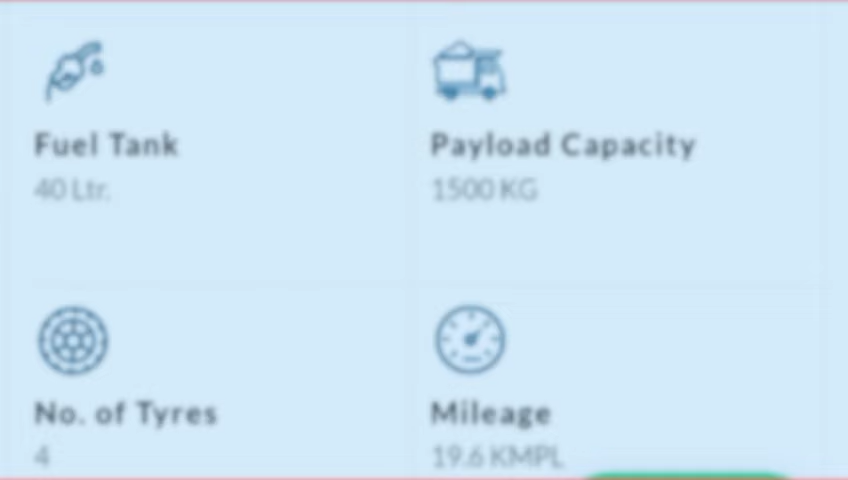 Fuel Tank
40 Ltr.
Payload Capacity
1500 KG
No. of Tyres
4
Mileage
19.6 KMPL